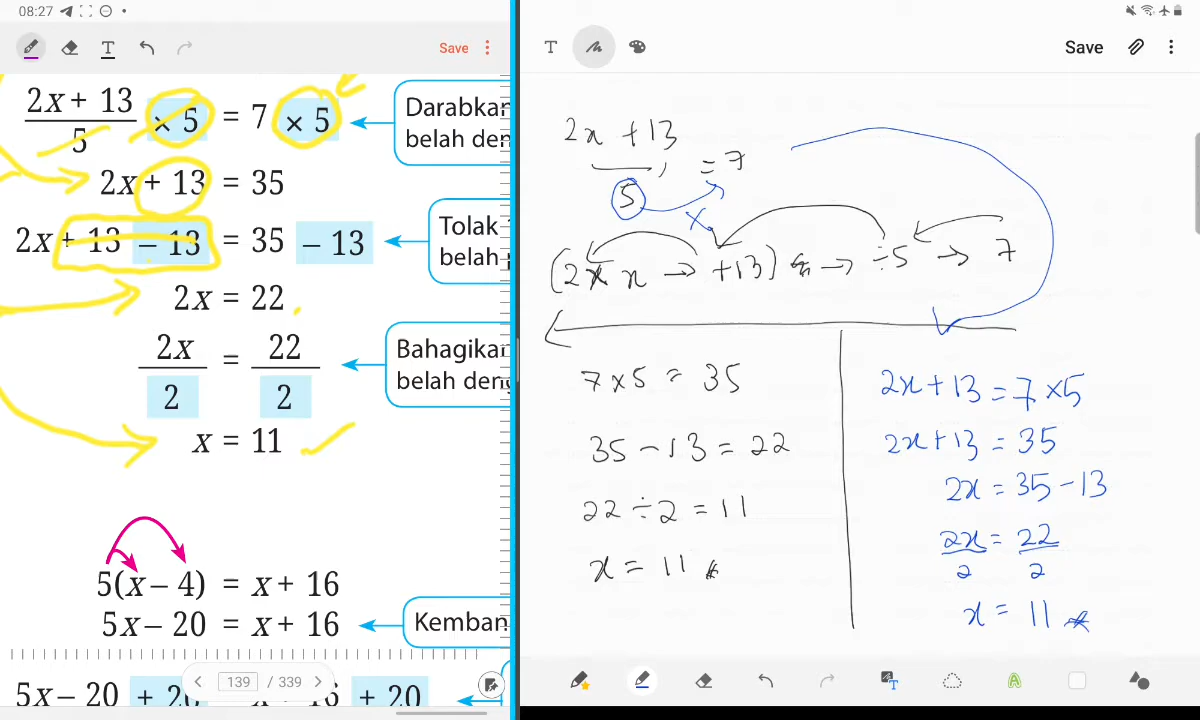 08:27
T
Save
T
Save
2x + 13
× 5 = 7 × 5
5
Darabkan
belah den
2x + 13 = 35
2x + 13 − 13 = 35 − 13
Tolak
belah
2x = 22
2x = 22
2 2
Bahagikan
belah deng
x = 11
5(x − 4) = x + 16
5x − 20 = x + 16
Kemban
139 / 339
5x − 20 + 20 = x + 16 + 20
2x + 13
= 7
5
x
(2 × x → +13) → ÷5 → 7
7 × 5 = 35
35 − 13 = 22
22 ÷ 2 = 11
x = 11
2x + 13 = 7 × 5
2x + 13 = 35
2x = 35 − 13
2x = 22
2 2
x = 11
T
A